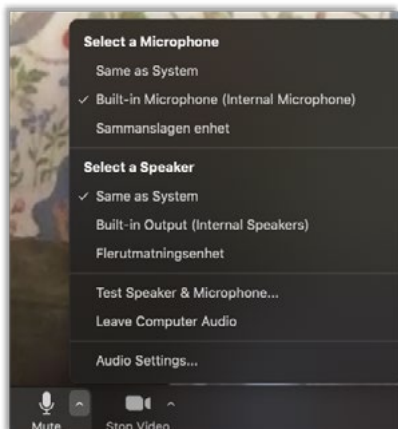 Select a Microphone
Same as System
✓ Built-in Microphone (Internal Microphone)
Sammanslagen enhet
Select a Speaker
✓ Same as System
Built-in Output (Internal Speakers)
Flerutmatningsenhet
Test Speaker & Microphone...
Leave Computer Audio
Audio Settings...
Mute
Stop Video